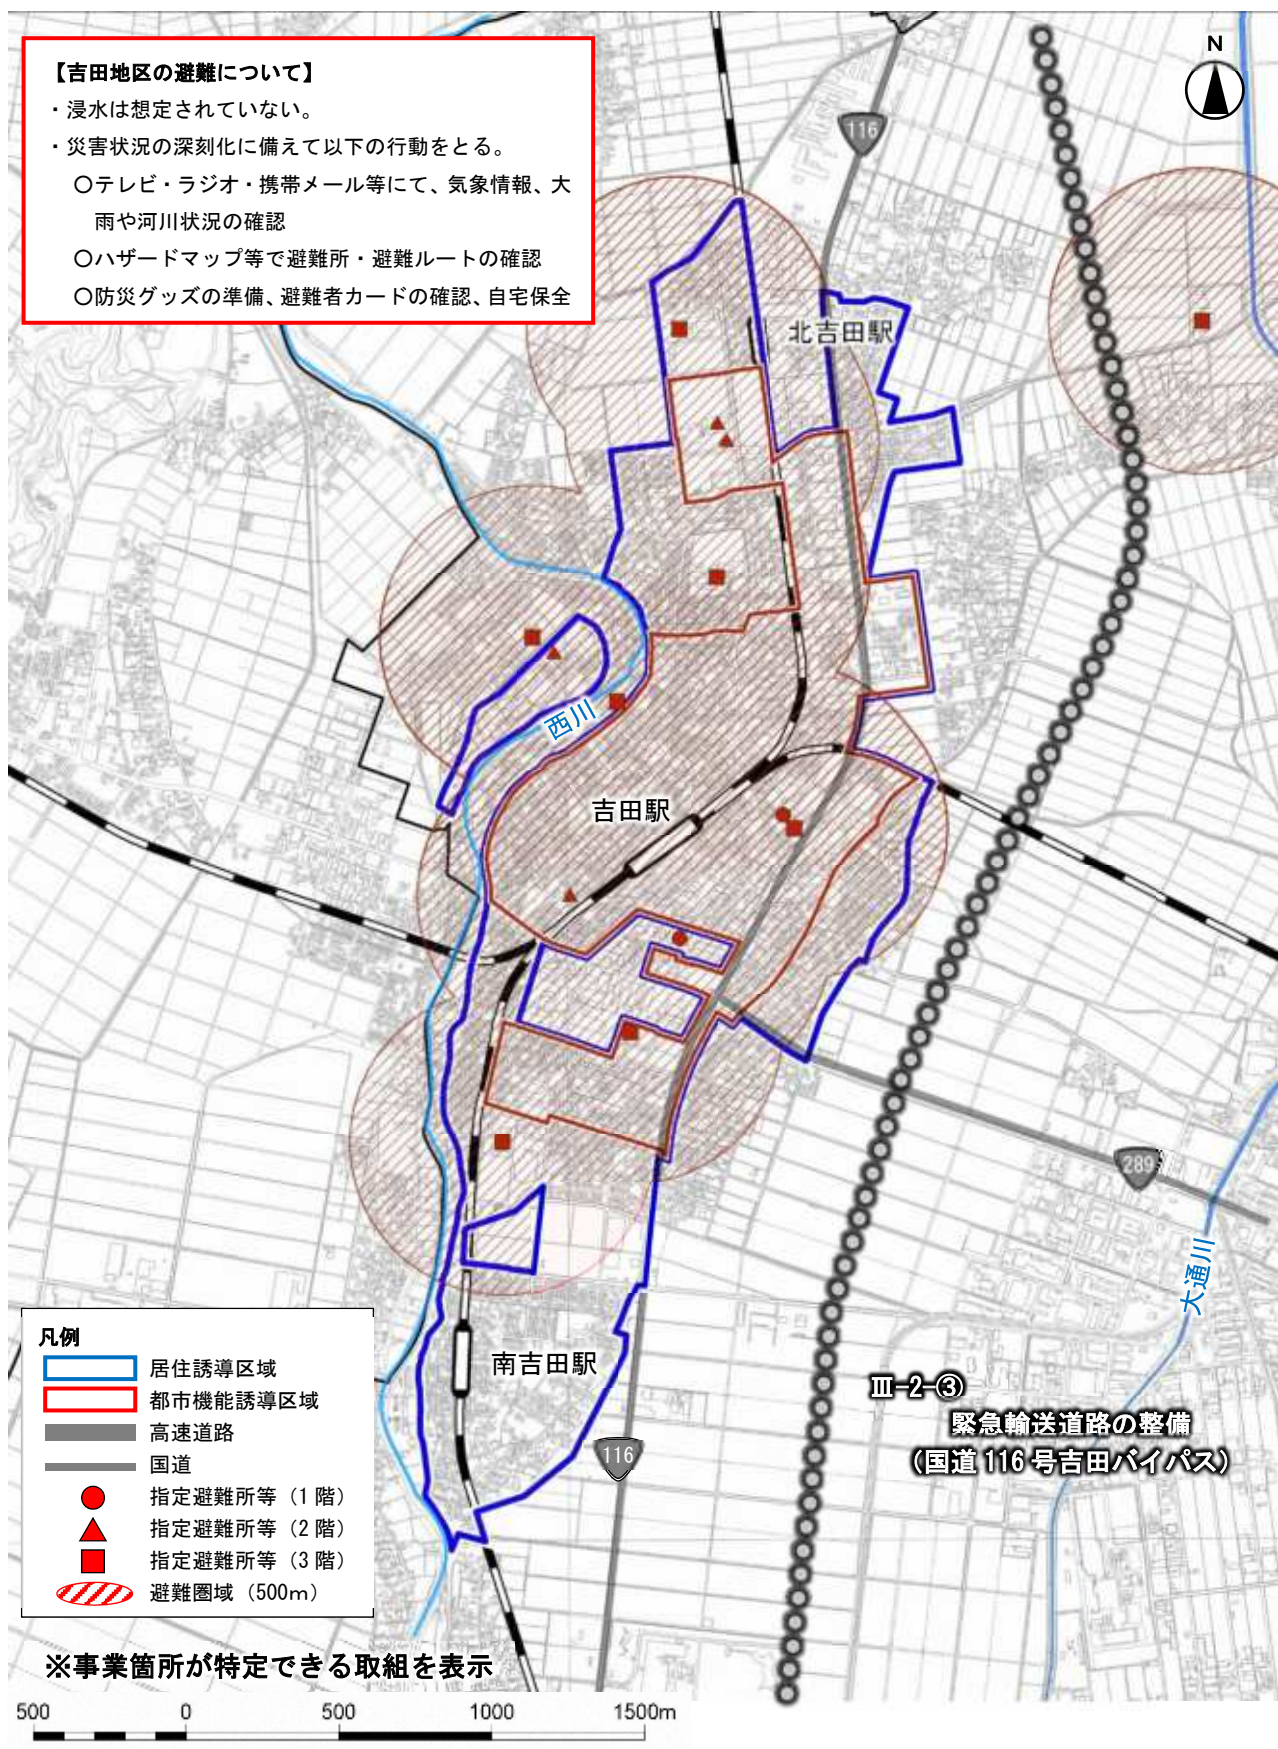 【吉田地区の避難について】
・浸水は想定されていない。
・災害状況の深刻化に備えて以下の行動をとる。
〇テレビ・ラジオ・携帯メール等にて、気象情報、大
雨や河川状況の確認
〇ハザードマップ等で避難所・避難ルートの確認
〇防災グッズの準備、避難者カードの確認、自宅保全
N
116
北吉田駅
西川
吉田駅
289
大通川
南吉田駅
116
Ⅲ-2-③
緊急輸送道路の整備
(国道116号吉田バイパス)
凡例
居住誘導区域
都市機能誘導区域
高速道路
国道
指定避難所等（1階）
指定避難所等（2階）
指定避難所等（3階）
避難圏域（500m）
※事業箇所が特定できる取組を表示
500 0 500 1000 1500m